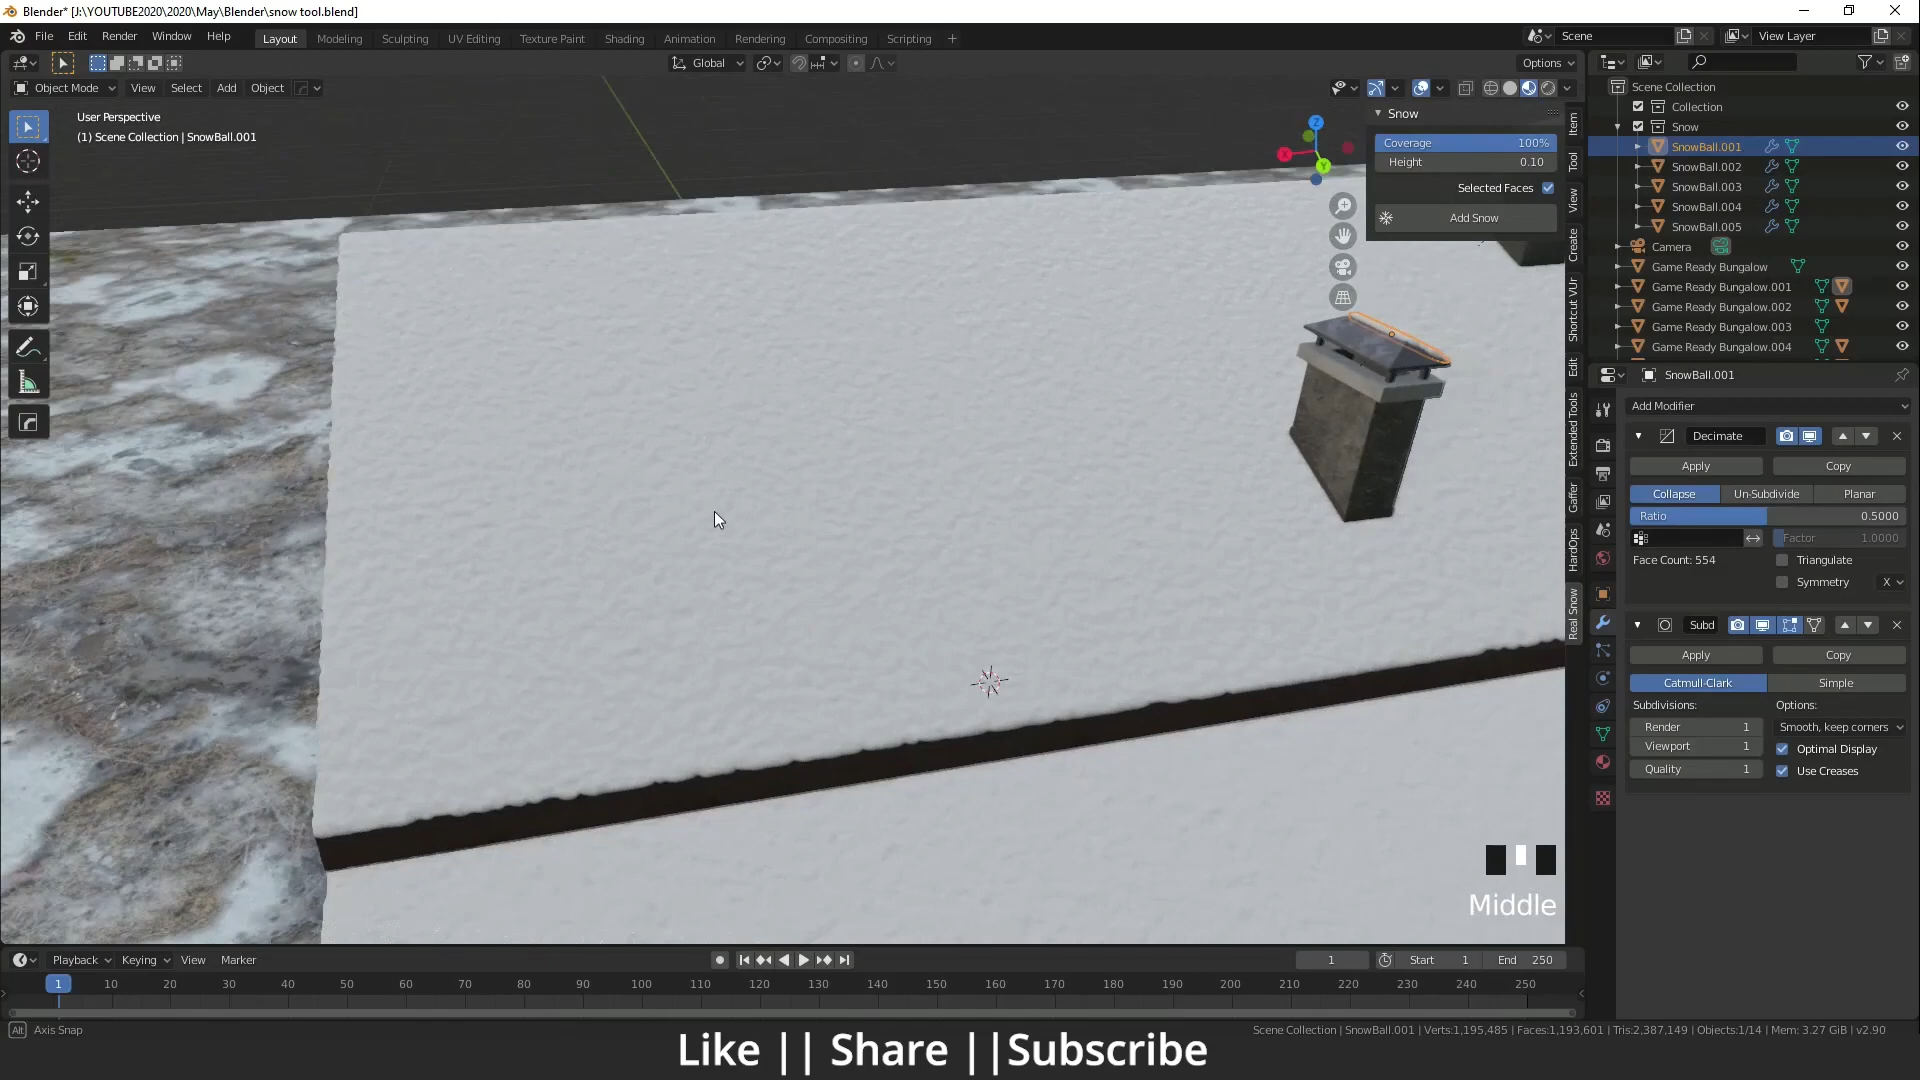 Blender* [J:\YOUTUBE2020\2020\May\Blender\snow tool.blend]
File Edit Render Window Help
Layout Modeling Sculpting UV Editing Texture Paint Shading Animation Rendering Compositing Scripting +
Scene
View Layer
Global
Options
Object Mode View Select Add Object
User Perspective
(1) Scene Collection | SnowBall.001
Snow
Coverage 100%
Height 0.10
Selected Faces
Add Snow
Z
X
Y
Item
Tool
View
Create
Shortcut VUr
Edit
Extended Tools
Gaffer
HardOps
Real Snow
Scene Collection
Collection
Snow
SnowBall.001
SnowBall.002
SnowBall.003
SnowBall.004
SnowBall.005
Camera
Game Ready Bungalow
Game Ready Bungalow.001
Game Ready Bungalow.002
Game Ready Bungalow.003
Game Ready Bungalow.004
SnowBall.001
Add Modifier
Decimate
Apply Copy
Collapse Un-Subdivide Planar
Ratio 0.5000
Factor 1.0000
Face Count: 554
Triangulate
Symmetry X
Subd
Apply Copy
Catmull-Clark Simple
Subdivisions: Options:
Render 1 Smooth, keep corners
Viewport 1 Optimal Display
Quality 1 Use Creases
Middle
Playback Keying View Marker
1 Start 1 End 250
1 10 20 30 40 50 60 70 80 90 100 110 120 130 140 150 160 170 180 190 200 210 220 230 240 250
Alt Axis Snap
Scene Collection | SnowBall.001 | Verts:1,195,485 | Faces:1,193,601 | Tris:2,387,149 | Objects:1/14 | Mem: 3.27 GiB | v2.90
Like || Share ||Subscribe